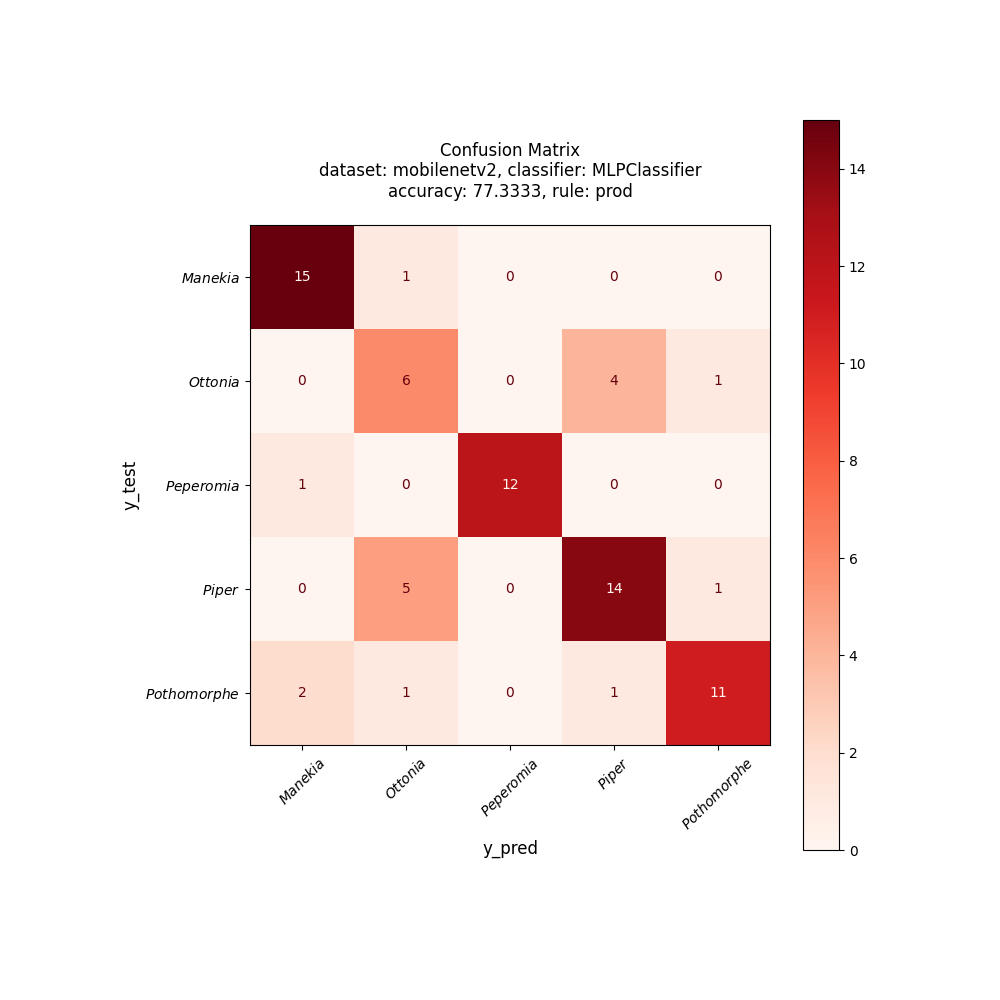 Confusion Matrix
dataset: mobilenetv2, classifier: MLPClassifier
accuracy: 77.3333, rule: prod
y_test
Manekia 15 1 0 0 0
Ottonia 0 6 0 4 1
Peperomia 1 0 12 0 0
Piper 0 5 0 14 1
Pothomorphe 2 1 0 1 11
Manekia Ottonia Peperomia Piper Pothomorphe
y_pred
14
12
10
8
6
4
2
0